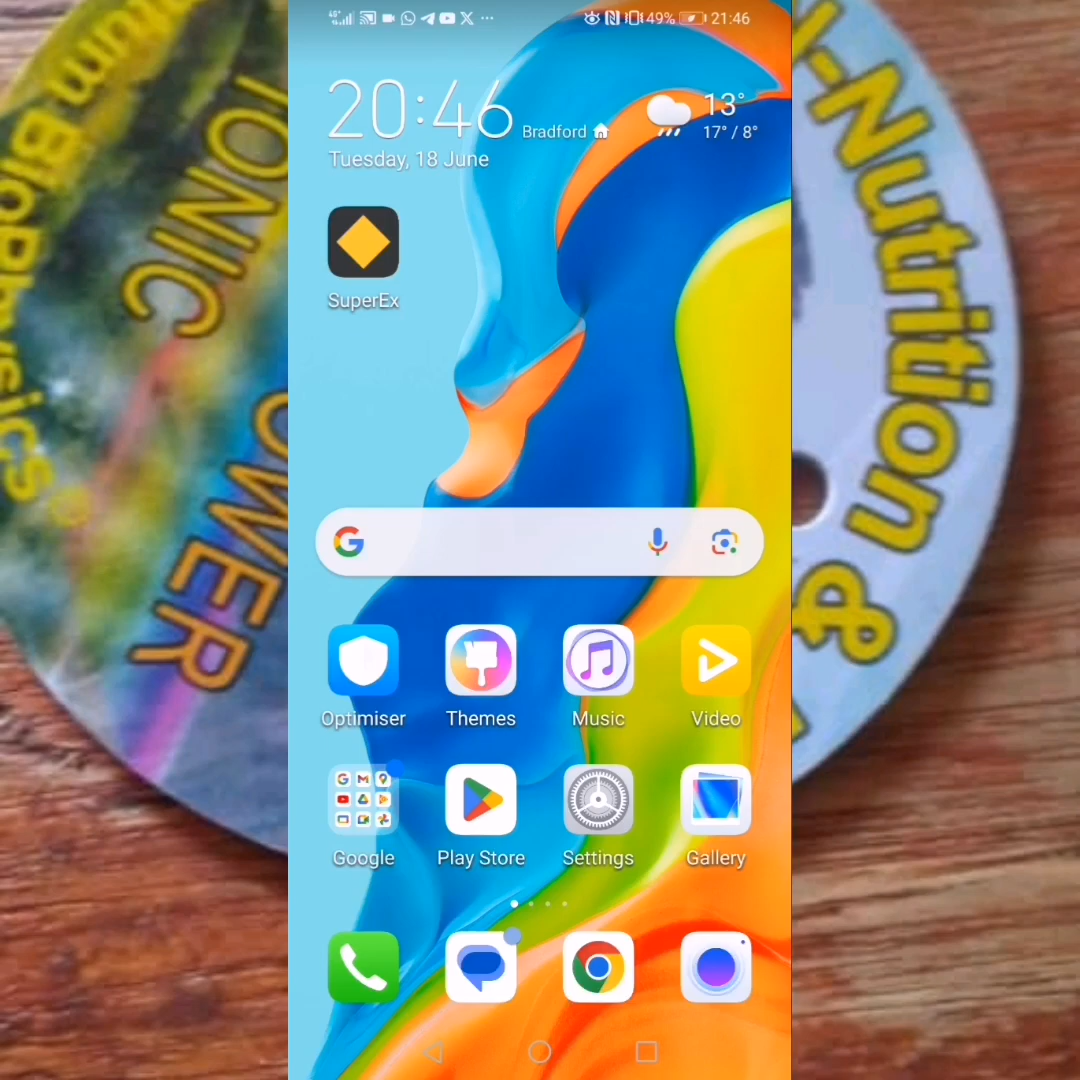 49% 21:46
20:46
Bradford
13°
17° / 8°
Tuesday, 18 June
SuperEx
Optimiser Themes Music Video
Google Play Store Settings Gallery
TONIC
POWER
Biophysics
-Nutrition &